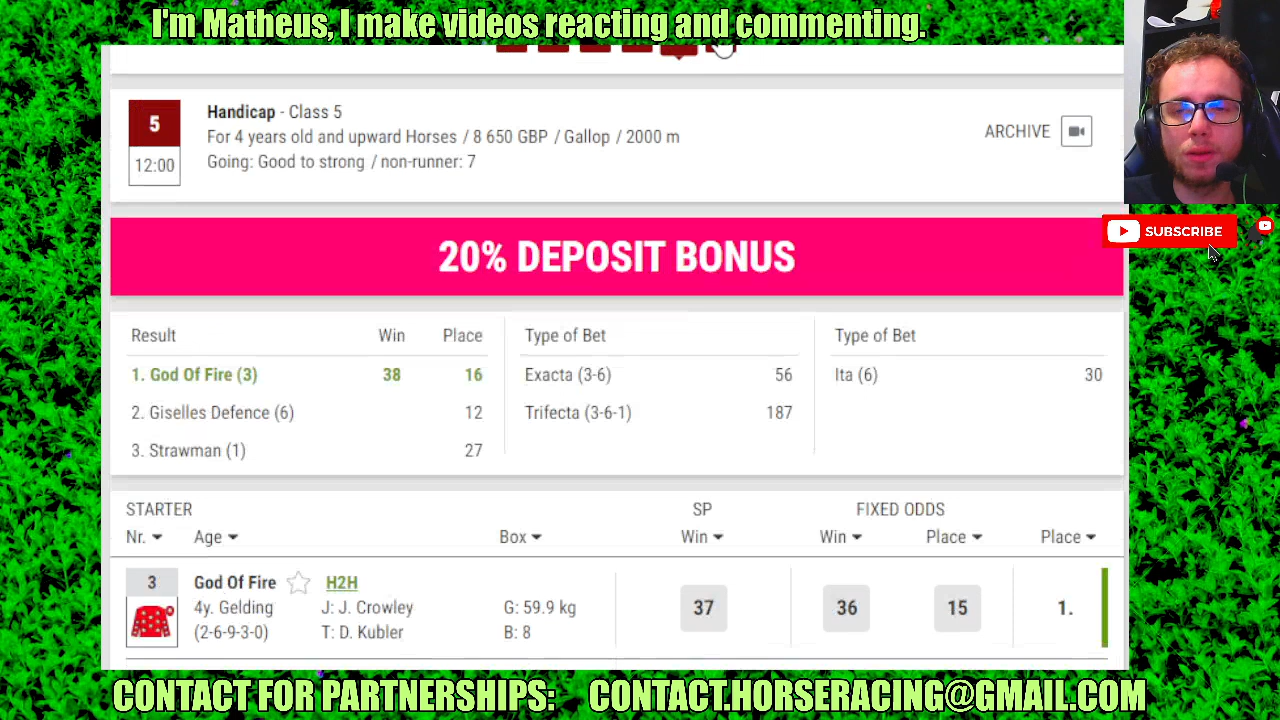 I'm Matheus, I make videos reacting and commenting.
5
12:00
Handicap - Class 5
For 4 years old and upward Horses / 8 650 GBP / Gallop / 2000 m
Going: Good to strong / non-runner: 7
ARCHIVE
SUBSCRIBE
20% DEPOSIT BONUS
Result Win Place
1. God Of Fire (3) 38 16
2. Giselles Defence (6) 12
3. Strawman (1) 27
Type of Bet
Exacta (3-6) 56
Trifecta (3-6-1) 187
Type of Bet
Ita (6) 30
STARTER SP FIXED ODDS
Nr. Age Box Win Win Place Place
3 God Of Fire H2H
4y. Gelding J: J. Crowley G: 59.9 kg 37 36 15 1.
(2-6-9-3-0) T: D. Kubler B: 8
CONTACT FOR PARTNERSHIPS: CONTACT.HORSERACING@GMAIL.COM